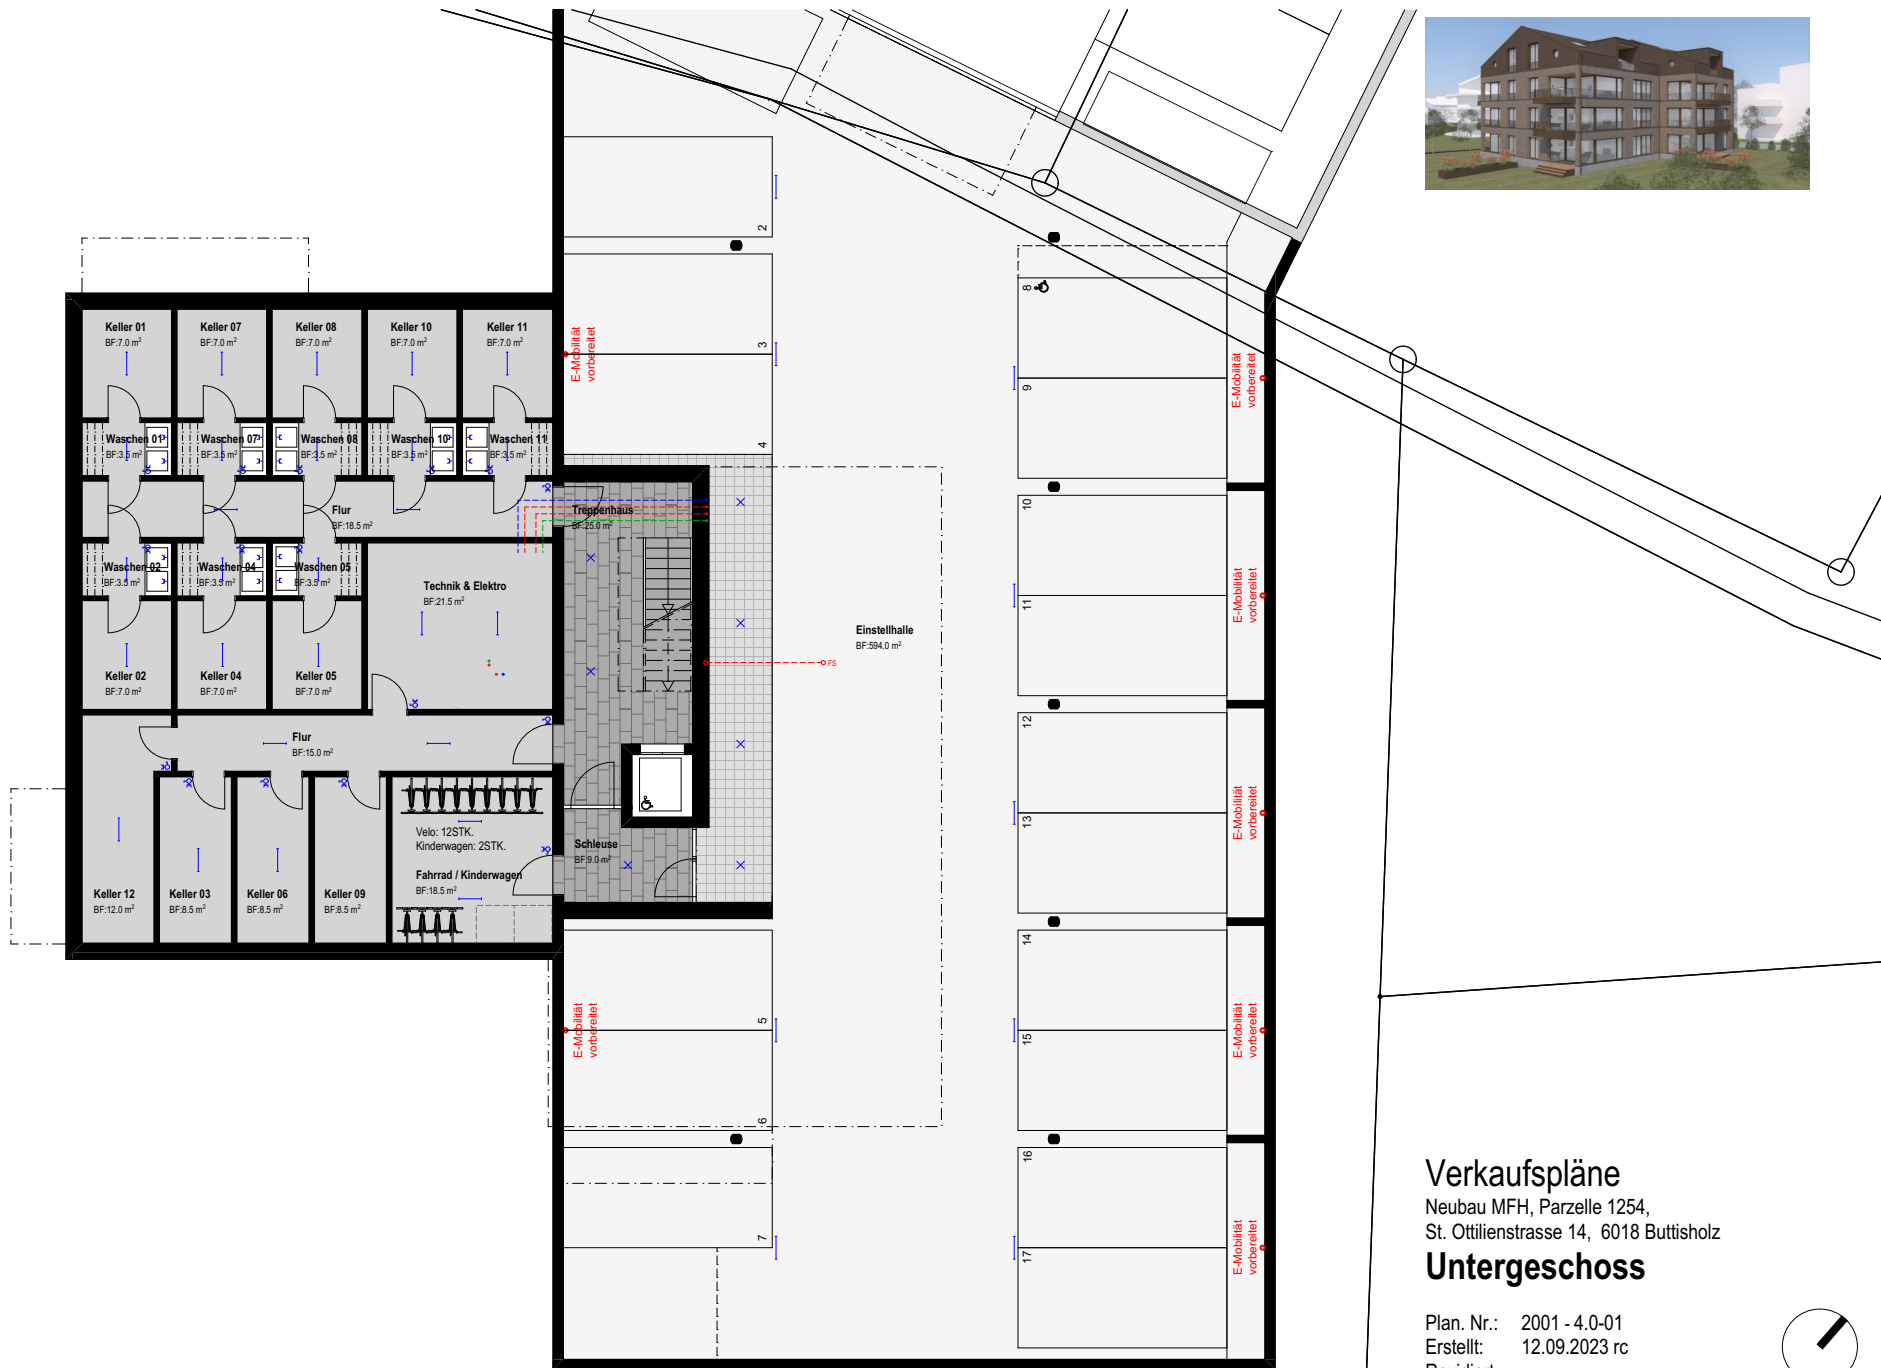 Keller 01
BF:7.0 m²
Keller 07
BF:7.0 m²
Keller 08
BF:7.0 m²
Keller 10
BF:7.0 m²
Keller 11
BF:7.0 m²
Waschen 01
BF:3.5 m²
Waschen 07
BF:3.5 m²
Waschen 08
BF:3.5 m²
Waschen 10
BF:3.5 m²
Waschen 11
BF:3.5 m²
Flur
BF:18.5 m²
Treppenhaus
BF:25.0 m²
Waschen 02
BF:3.5 m²
Waschen 04
BF:3.5 m²
Waschen 05
BF:3.5 m²
Technik & Elektro
BF:21.5 m²
Keller 02
BF:7.0 m²
Keller 04
BF:7.0 m²
Keller 05
BF:7.0 m²
Flur
BF:15.0 m²
Velo: 12STK.
Kinderwagen: 2STK.
Fahrrad / Kinderwagen
BF:18.5 m²
Schleuse
BF:9.0 m²
Keller 12
BF:12.0 m²
Keller 03
BF:8.5 m²
Keller 06
BF:8.5 m²
Keller 09
BF:8.5 m²
Einstellhalle
BF:594.0 m²
FS
2
3
4
5
6
7
8
9
10
11
12
13
14
15
16
17
E-Mobilität
vorbereitet
E-Mobilität
vorbereitet
E-Mobilität
vorbereitet
E-Mobilität
vorbereitet
E-Mobilität
vorbereitet
E-Mobilität
vorbereitet
E-Mobilität
vorbereitet
Verkaufspläne
Neubau MFH, Parzelle 1254,
St. Ottilienstrasse 14, 6018 Buttisholz
Untergeschoss
Plan. Nr.: 2001 - 4.0-01
Erstellt: 12.09.2023 rc